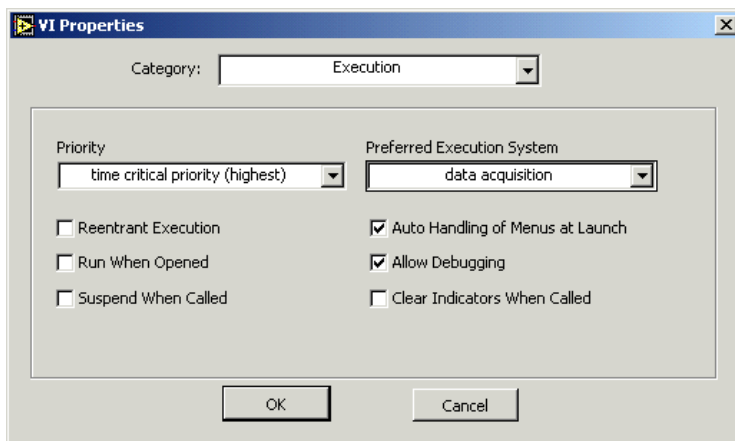 VI Properties
Category: Execution
Priority
time critical priority (highest)
Preferred Execution System
data acquisition
Reentrant Execution
Auto Handling of Menus at Launch
Run When Opened
Allow Debugging
Suspend When Called
Clear Indicators When Called
OK
Cancel